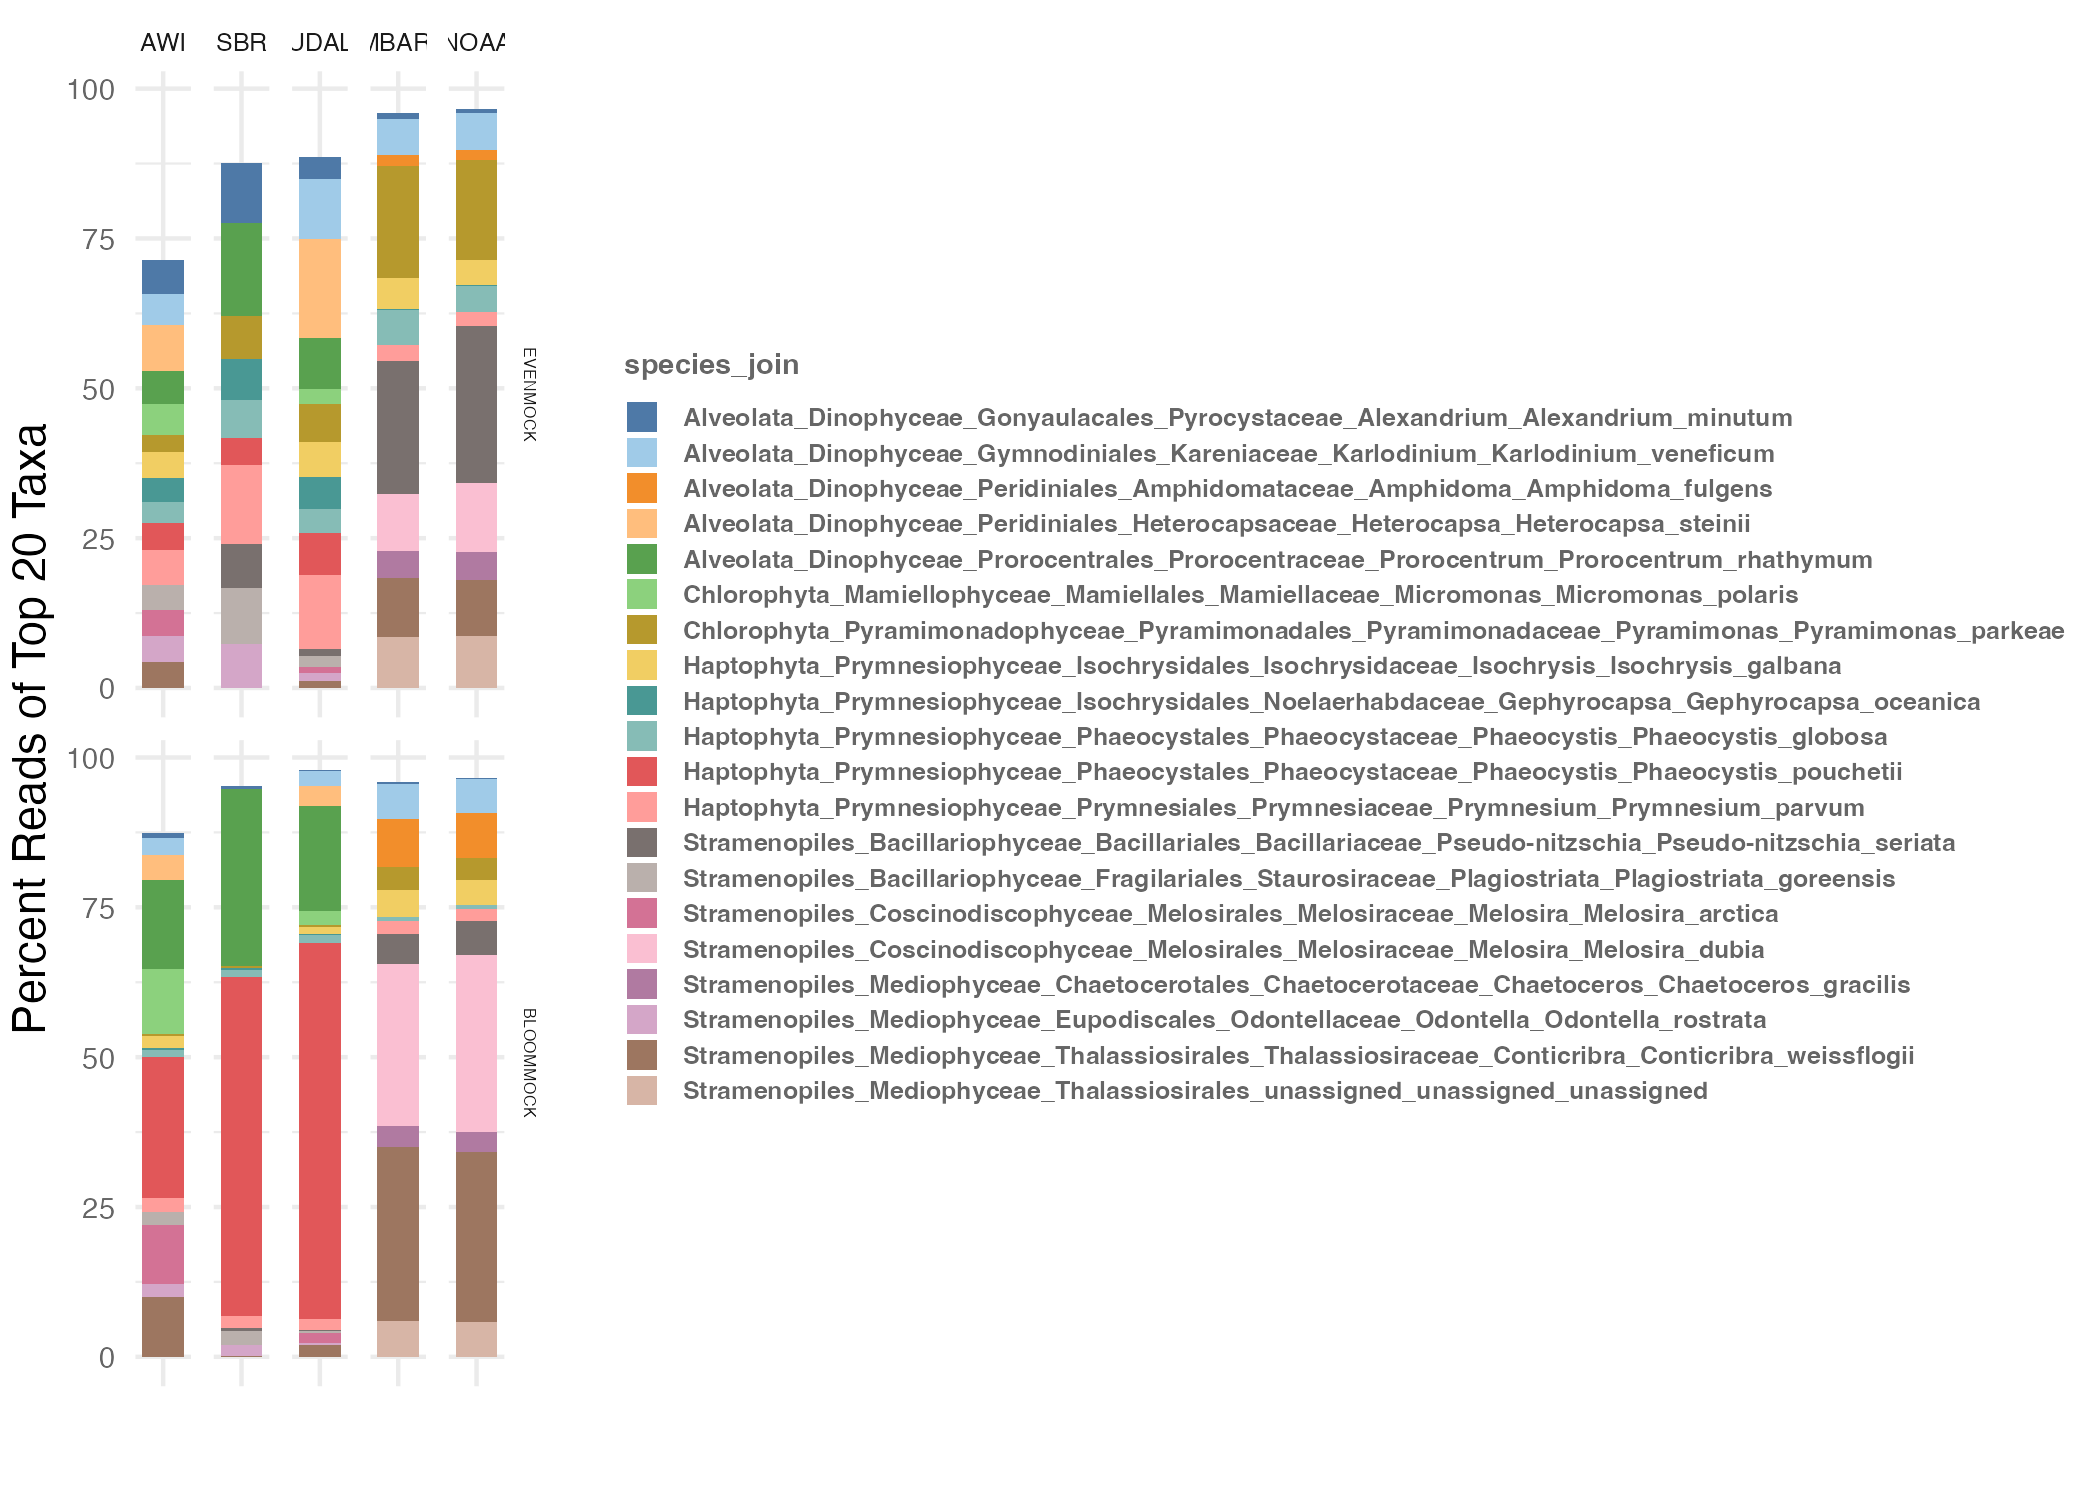 AWI SBR UDAL MBAR NOAA
Percent Reads of Top 20 Taxa
100
75
50
25
0
EVENMOCK
100
75
50
25
0
BLOOMMOCK
species_join
Alveolata_Dinophyceae_Gonyaulacales_Pyrocystaceae_Alexandrium_Alexandrium_minutum
Alveolata_Dinophyceae_Gymnodiniales_Kareniaceae_Karlodinium_Karlodinium_veneficum
Alveolata_Dinophyceae_Peridiniales_Amphidomataceae_Amphidoma_Amphidoma_fulgens
Alveolata_Dinophyceae_Peridiniales_Heterocapsaceae_Heterocapsa_Heterocapsa_steinii
Alveolata_Dinophyceae_Prorocentrales_Prorocentraceae_Prorocentrum_Prorocentrum_rhathymum
Chlorophyta_Mamiellophyceae_Mamiellales_Mamiellaceae_Micromonas_Micromonas_polaris
Chlorophyta_Pyramimonadophyceae_Pyramimonadales_Pyramimonadaceae_Pyramimonas_Pyramimonas_parkeae
Haptophyta_Prymnesiophyceae_Isochrysidales_Isochrysidaceae_Isochrysis_Isochrysis_galbana
Haptophyta_Prymnesiophyceae_Isochrysidales_Noelaerhabdaceae_Gephyrocapsa_Gephyrocapsa_oceanica
Haptophyta_Prymnesiophyceae_Phaeocystales_Phaeocystaceae_Phaeocystis_Phaeocystis_globosa
Haptophyta_Prymnesiophyceae_Phaeocystales_Phaeocystaceae_Phaeocystis_Phaeocystis_pouchetii
Haptophyta_Prymnesiophyceae_Prymnesiales_Prymnesiaceae_Prymnesium_Prymnesium_parvum
Stramenopiles_Bacillariophyceae_Bacillariales_Bacillariaceae_Pseudo-nitzschia_Pseudo-nitzschia_seriata
Stramenopiles_Bacillariophyceae_Fragilariales_Staurosiraceae_Plagiostriata_Plagiostriata_goreensis
Stramenopiles_Coscinodiscophyceae_Melosirales_Melosiraceae_Melosira_Melosira_arctica
Stramenopiles_Coscinodiscophyceae_Melosirales_Melosiraceae_Melosira_Melosira_dubia
Stramenopiles_Mediophyceae_Chaetocerotales_Chaetocerotaceae_Chaetoceros_Chaetoceros_gracilis
Stramenopiles_Mediophyceae_Eupodiscales_Odontellaceae_Odontella_Odontella_rostrata
Stramenopiles_Mediophyceae_Thalassiosirales_Thalassiosiraceae_Conticribra_Conticribra_weissflogii
Stramenopiles_Mediophyceae_Thalassiosirales_unassigned_unassigned_unassigned